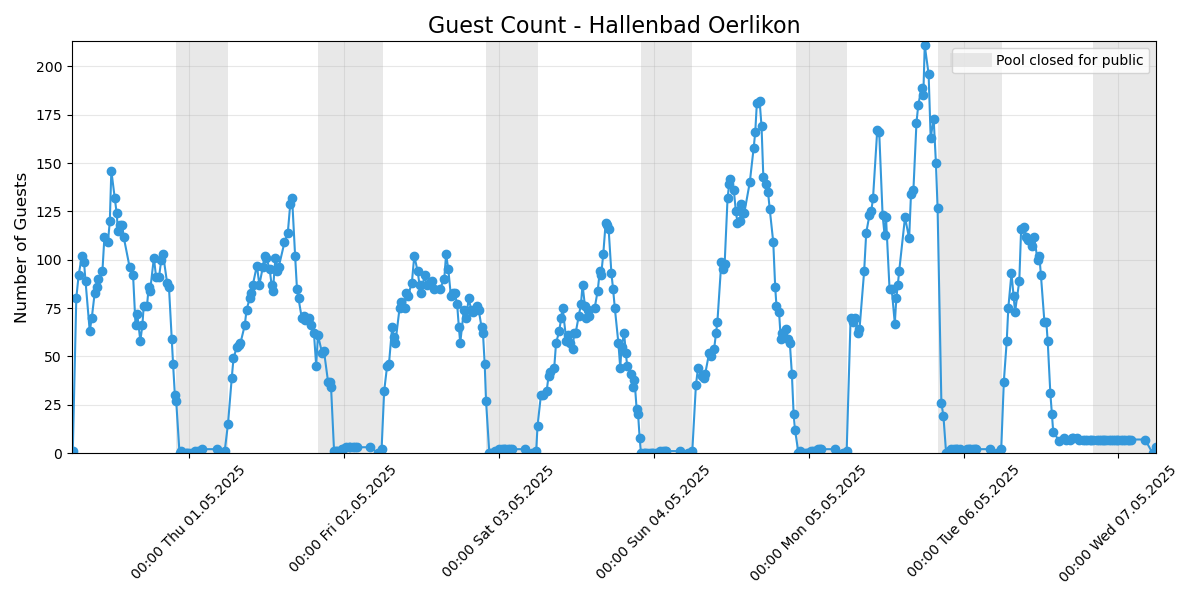 Guest Count - Hallenbad Oerlikon
Pool closed for public
Number of Guests
200
175
150
125
100
75
50
25
0
00:00 Thu 01.05.2025
00:00 Fri 02.05.2025
00:00 Sat 03.05.2025
00:00 Sun 04.05.2025
00:00 Mon 05.05.2025
00:00 Tue 06.05.2025
00:00 Wed 07.05.2025